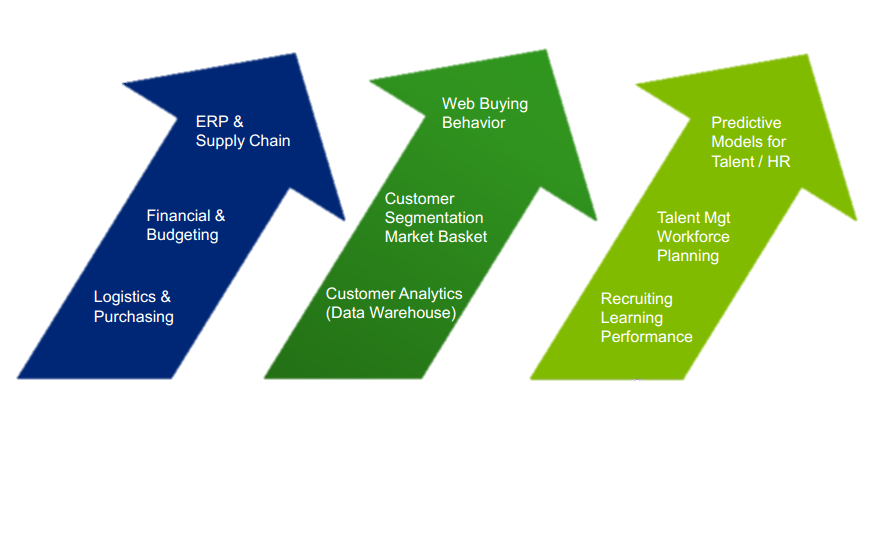 ERP &
Supply Chain
Financial &
Budgeting
Logistics &
Purchasing
Web Buying
Behavior
Customer
Segmentation
Market Basket
Customer Analytics
(Data Warehouse)
Predictive
Models for
Talent / HR
Talent Mgt
Workforce
Planning
Recruiting
Learning
Performance